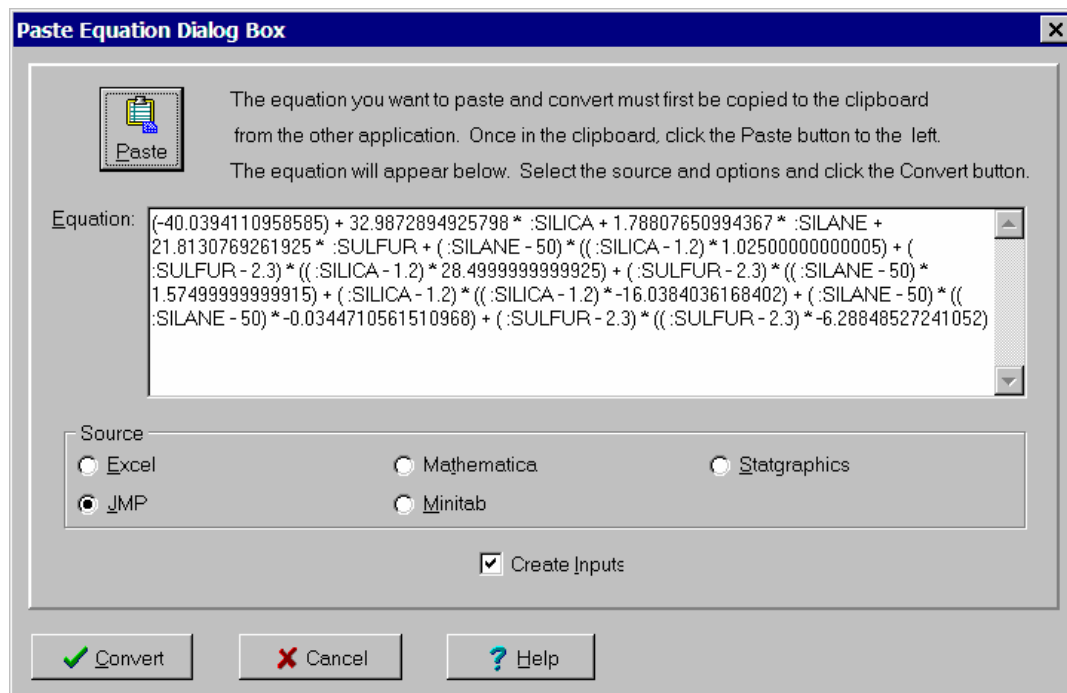 Paste Equation Dialog Box
Paste
The equation you want to paste and convert must first be copied to the clipboard
from the other application. Once in the clipboard, click the Paste button to the left.
The equation will appear below. Select the source and options and click the Convert button.
Equation:
(-40.0394110958585) + 32.9872894925798 * :SILICA + 1.78807650994367 * :SILANE +
21.8130769261925 * :SULFUR + ( :SILANE - 50) * (( :SILICA - 1.2) * 1.02500000000005) + (
:SULFUR - 2.3) * (( :SILICA - 1.2) * 28.4999999999925) + ( :SULFUR - 2.3) * (( :SILANE - 50) *
1.57499999999915) + ( :SILICA - 1.2) * (( :SILICA - 1.2) * -16.0384036168402) + ( :SILANE - 50) * ((
:SILANE - 50) * -0.0344710561510968) + ( :SULFUR - 2.3) * (( :SULFUR - 2.3) * -6.28848527241052)
Source
Excel
Mathematica
Statgraphics
JMP
Minitab
Create Inputs
Convert
Cancel
Help